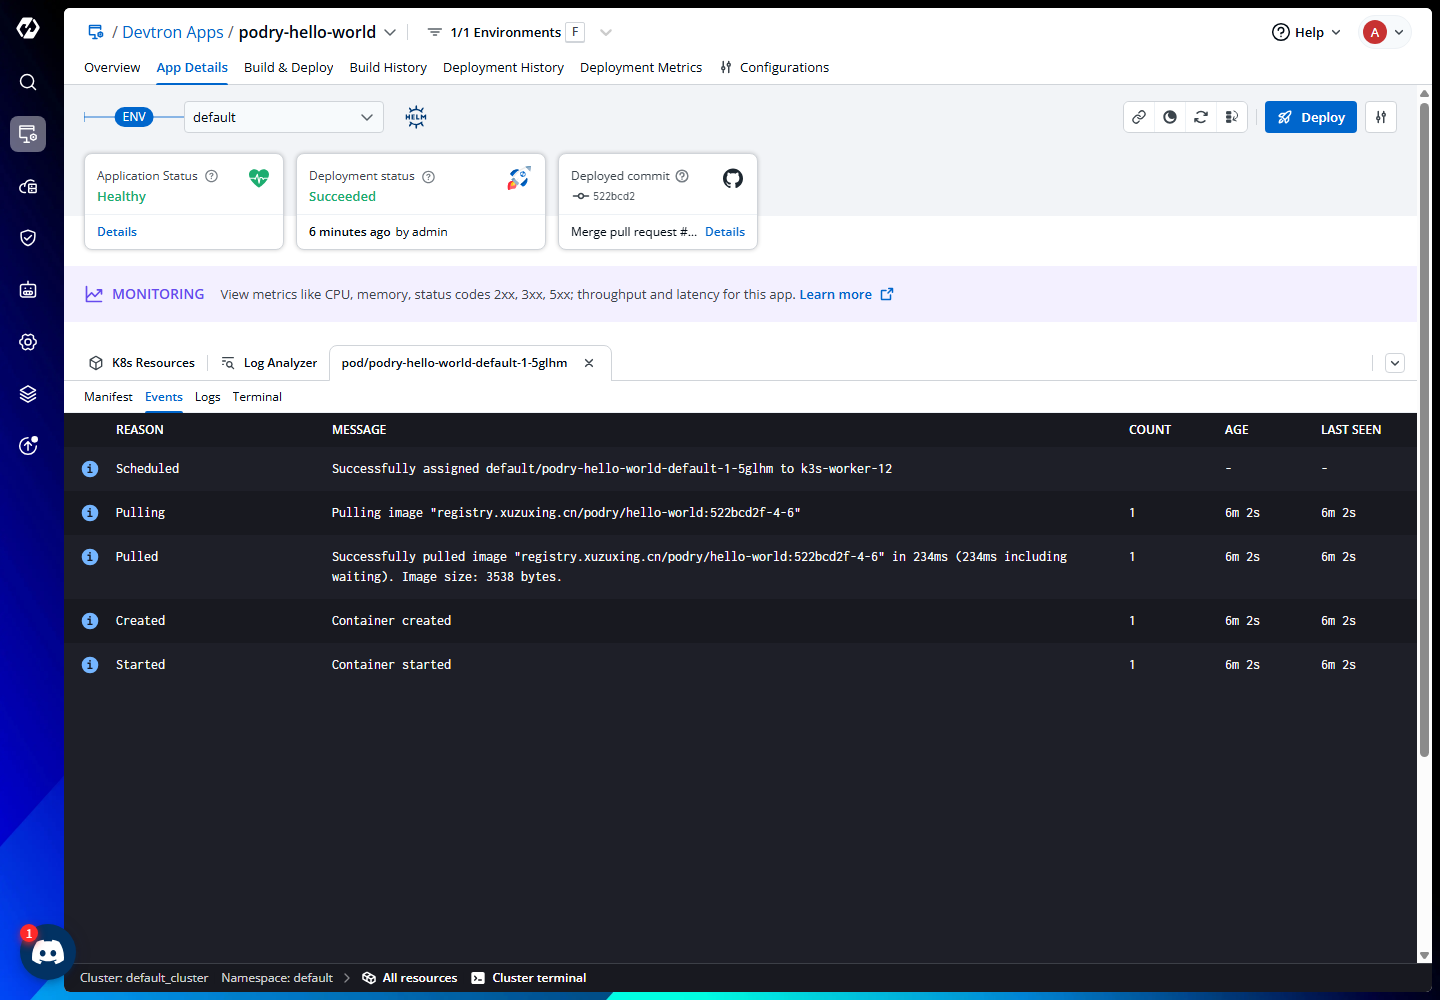 / Devtron Apps / podry-hello-world
1/1 Environments F
Help
A
Overview App Details Build & Deploy Build History Deployment History Deployment Metrics Configurations
ENV default HELM
Deploy
Application Status
Healthy
Details
Deployment status
Succeeded
6 minutes ago by admin
Deployed commit
522bcd2
Merge pull request #... Details
MONITORING View metrics like CPU, memory, status codes 2xx, 3xx, 5xx; throughput and latency for this app. Learn more
K8s Resources Log Analyzer pod/podry-hello-world-default-1-5glhm
Manifest Events Logs Terminal
REASON MESSAGE COUNT AGE LAST SEEN
Scheduled Successfully assigned default/podry-hello-world-default-1-5glhm to k3s-worker-12 - -
Pulling Pulling image "registry.xuzuxing.cn/podry/hello-world:522bcd2f-4-6" 1 6m 2s 6m 2s
Pulled Successfully pulled image "registry.xuzuxing.cn/podry/hello-world:522bcd2f-4-6" in 234ms (234ms including 1 6m 2s 6m 2s
waiting). Image size: 3538 bytes.
Created Container created 1 6m 2s 6m 2s
Started Container started 1 6m 2s 6m 2s
1
Cluster: default_cluster Namespace: default All resources Cluster terminal